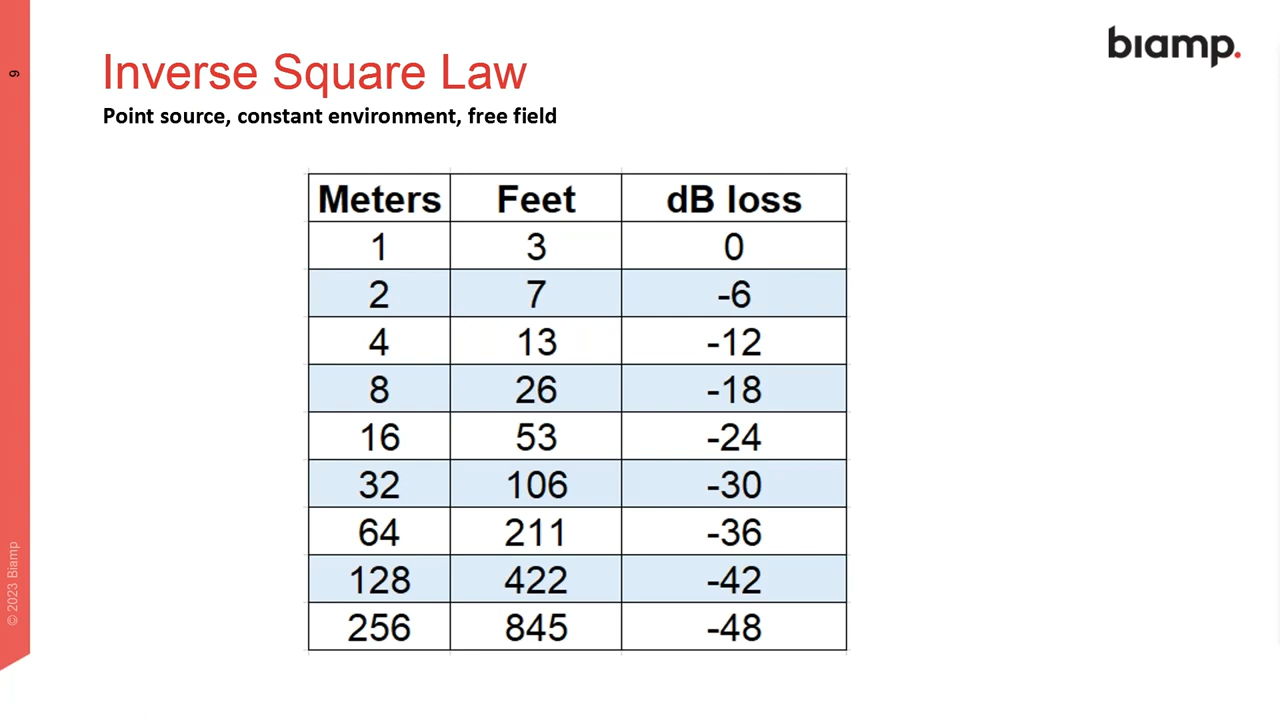 9
biamp.
Inverse Square Law
Point source, constant environment, free field
Meters Feet dB loss
1 3 0
2 7 -6
4 13 -12
8 26 -18
16 53 -24
32 106 -30
64 211 -36
128 422 -42
256 845 -48
© 2023 Biamp